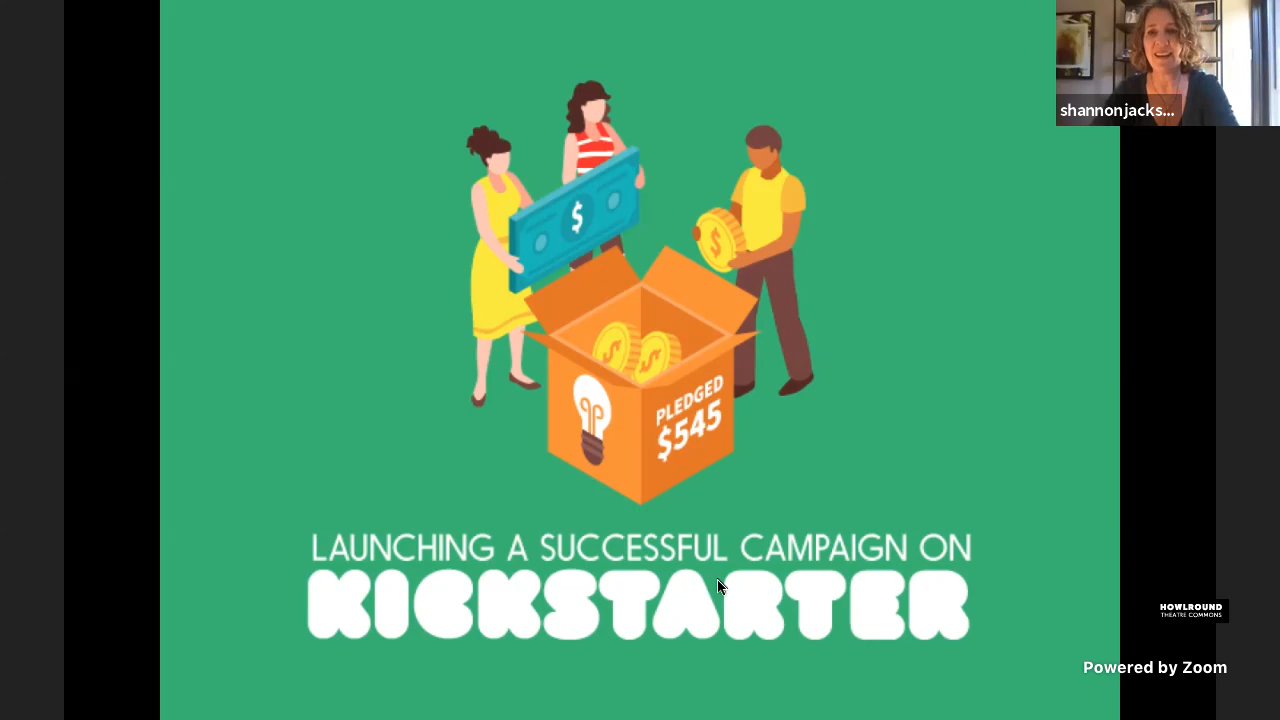 shannonjacks...
$
$
PLEDGED
$545
LAUNCHING A SUCCESSFUL CAMPAIGN ON
KICKSTARTER
HOWLROUND
THEATRE COMMONS
Powered by Zoom